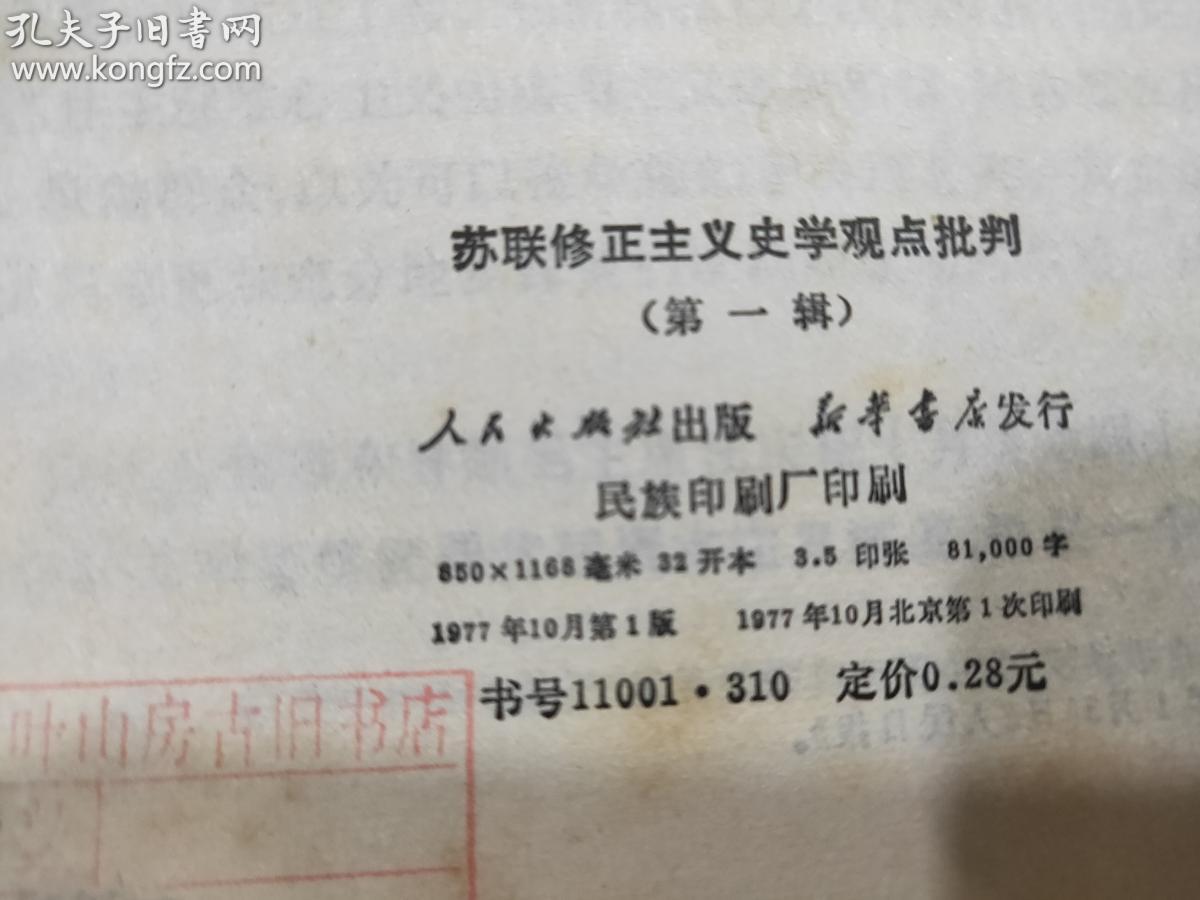 孔夫子旧书网
www.kongfz.com
苏联修正主义史学观点批判
（第一辑）
人民出版社出版 新华书店发行
民族印刷厂印刷
850×1168毫米 32开本 3.5印张 81,000字
1977年10月第1版 1977年10月北京第1次印刷
书号11001·310 定价0.28元
叶山房古旧书店